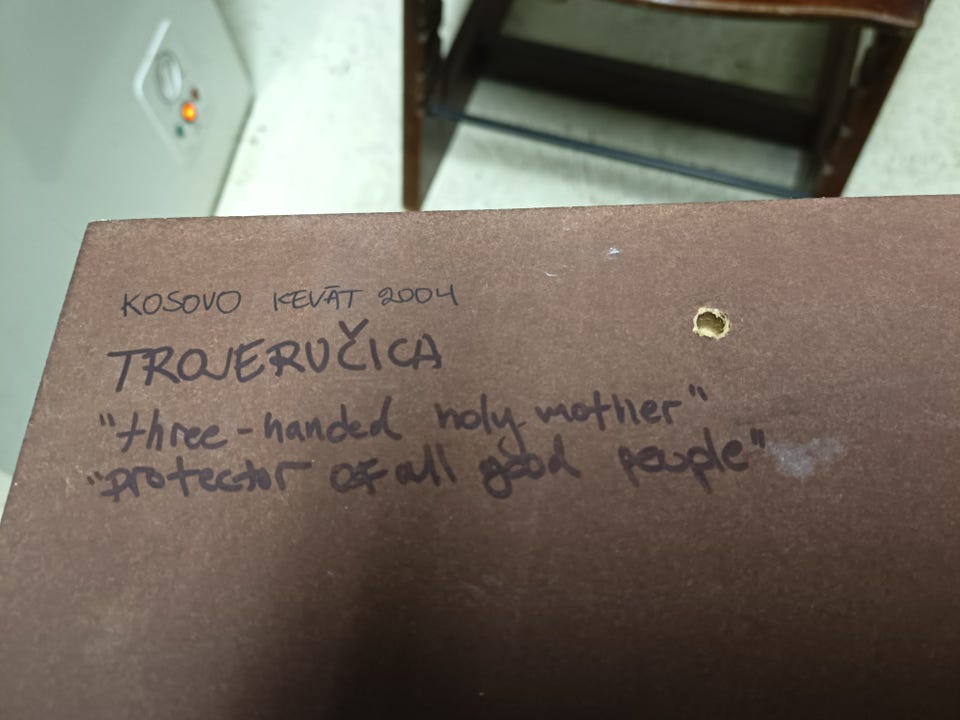 KOSOVO KEVÄT 2004
TROJERUČICA
"three-handed holy mother"
"protector of all good people"